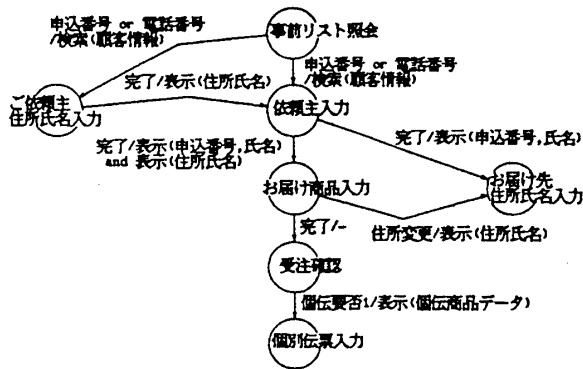 申込番号 or 電話番号
/検索(顧客情報)
事前リスト照会
申込番号 or 電話番号
/検索(顧客情報)
ご依頼主
住所氏名入力
完了/表示(住所氏名)
依頼主入力
完了/表示(申込番号,氏名)
and 表示(住所氏名)
完了/表示(申込番号,氏名)
お届け商品入力
お届け先
住所氏名入力
完了/-
住所変更/表示(住所氏名)
受注確認
個伝要否1/表示(個伝商品データ)
個別伝票入力